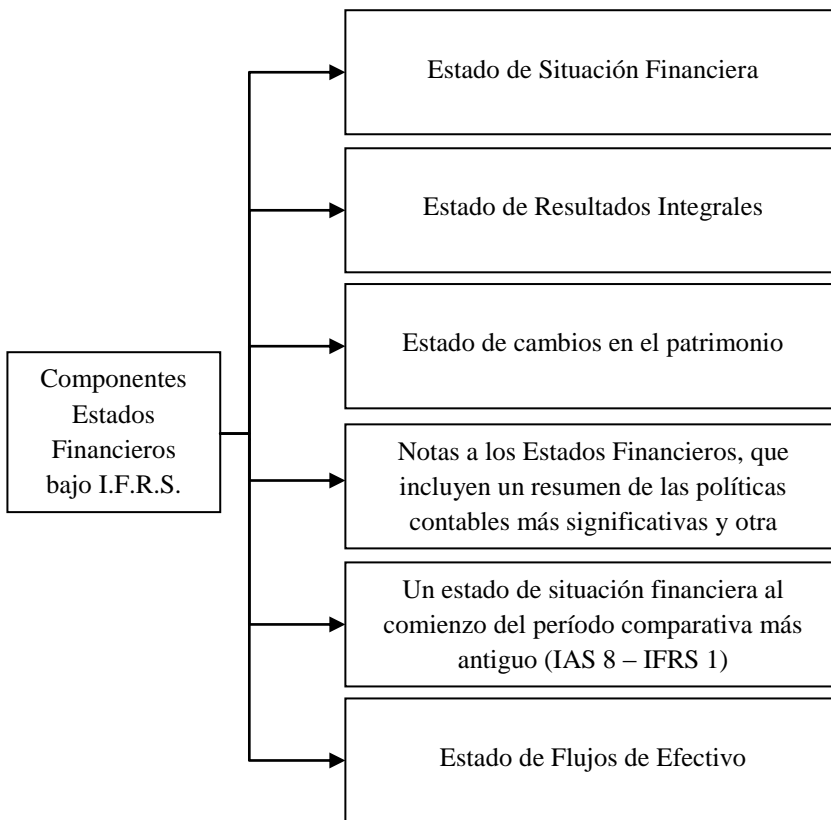 Componentes
Estados
Financieros
bajo I.F.R.S.
Estado de Situación Financiera
Estado de Resultados Integrales
Estado de cambios en el patrimonio
Notas a los Estados Financieros, que
incluyen un resumen de las políticas
contables más significativas y otra
Un estado de situación financiera al
comienzo del período comparativa más
antiguo (IAS 8 – IFRS 1)
Estado de Flujos de Efectivo